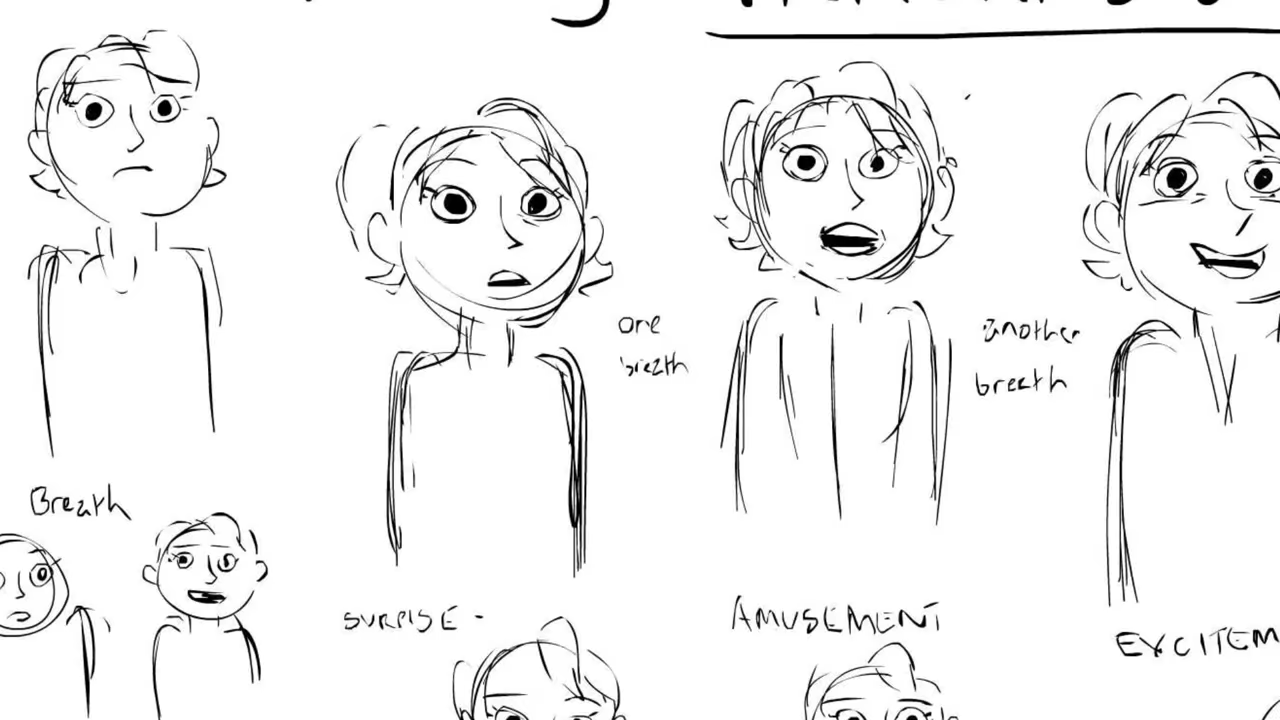 one
breath
another
breath
Breath
SURPISE -
AMUSEMENT
EXCITEM